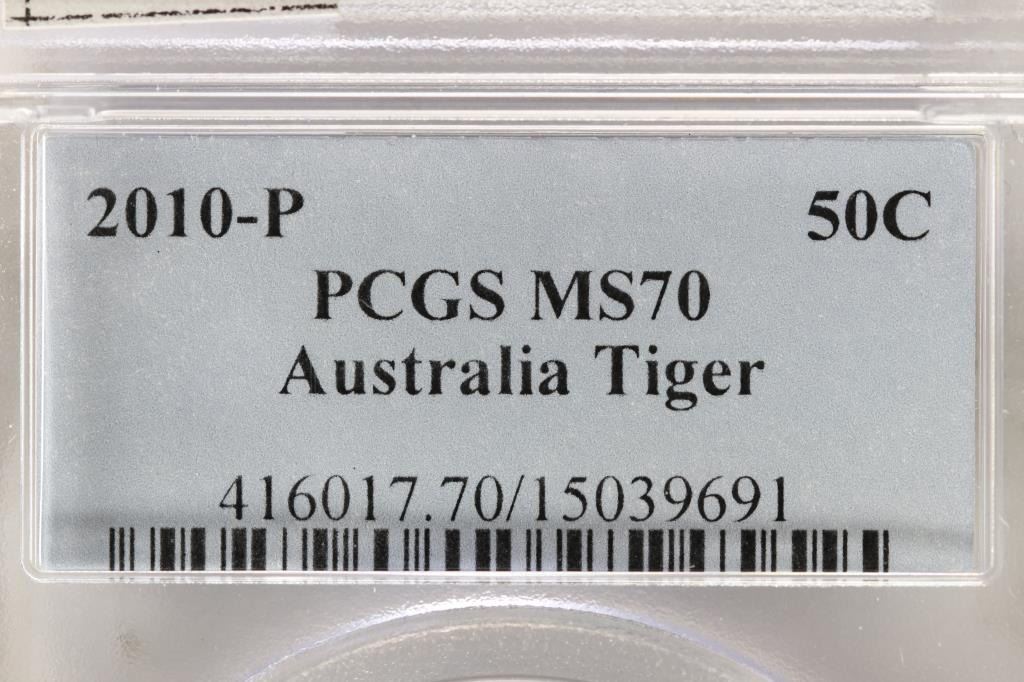 2010-P 50C
PCGS MS70
Australia Tiger
416017.70/15039691